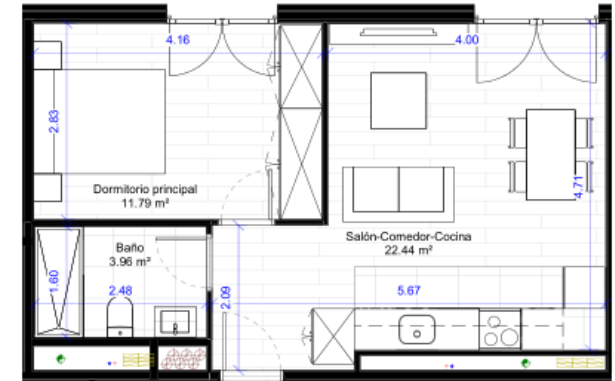 4.16
4.00
2.83
Dormitorio principal
11.79 m²
4.71
Salón-Comedor-Cocina
22.44 m²
Baño
3.96 m²
1.60
2.48
2.09
5.67